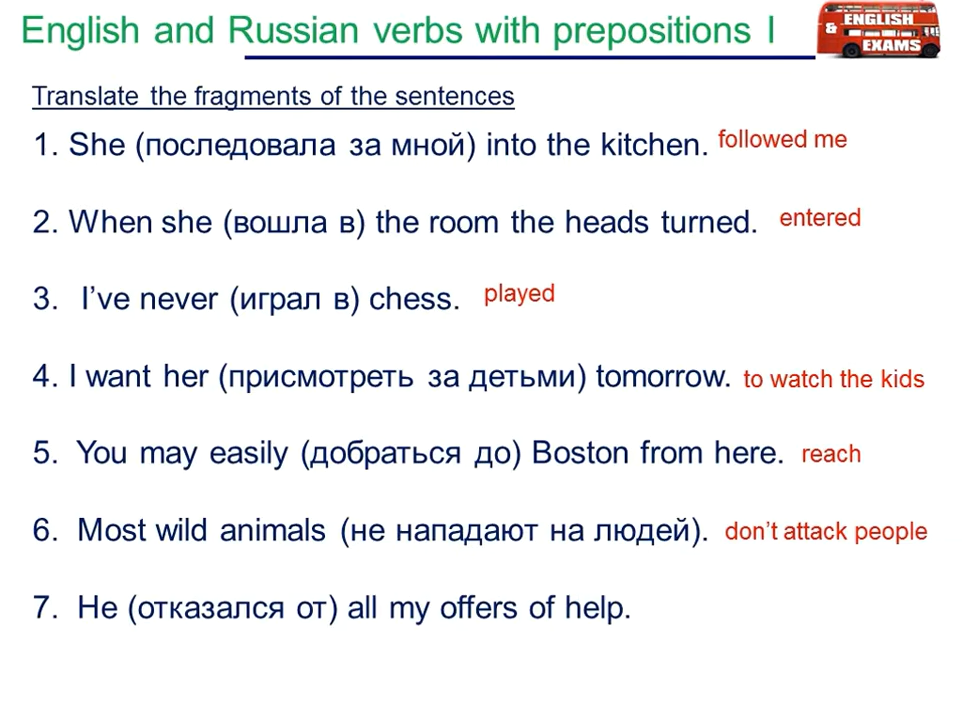 English and Russian verbs with prepositions I
ENGLISH
& EXAMS
Translate the fragments of the sentences
1. She (последовала за мной) into the kitchen. followed me
2. When she (вошла в) the room the heads turned. entered
3. I've never (играл в) chess. played
4. I want her (присмотреть за детьми) tomorrow. to watch the kids
5. You may easily (добраться до) Boston from here. reach
6. Most wild animals (не нападают на людей). don't attack people
7. He (отказался от) all my offers of help.